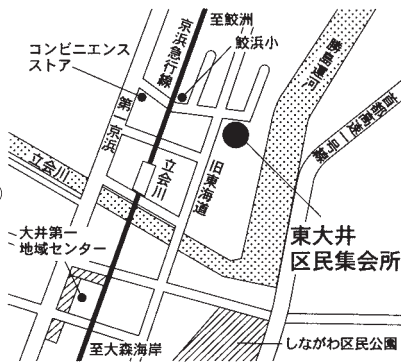 至鮫洲
京浜急行線
鮫浜小
コンビニエンス
ストア
勝島運河
首都高速一号線
第一京浜
立会川
立会川
旧東海道
東大井
区民集会所
大井第一
地域センター
至大森海岸
しながわ区民公園